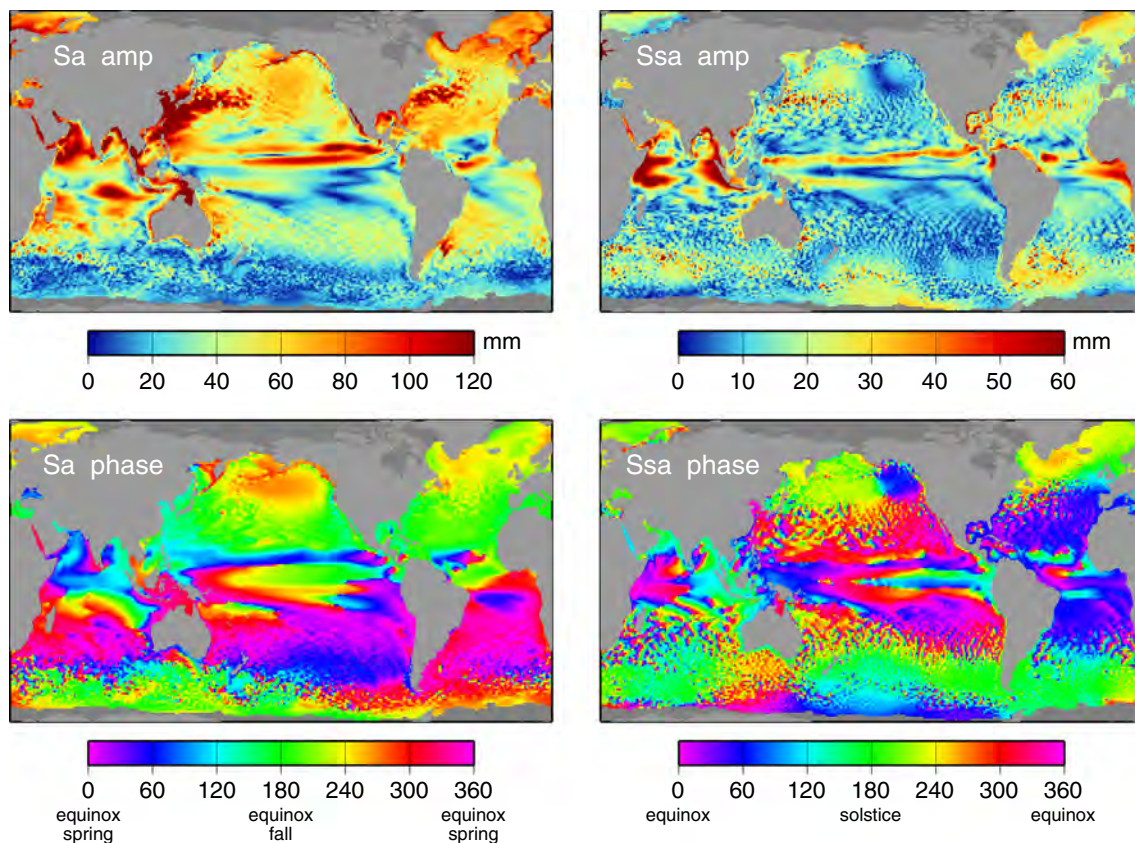 Sa amp
Ssa amp
mm
0 20 40 60 80 100 120
mm
0 10 20 30 40 50 60
Sa phase
Ssa phase
0 60 120 180 240 300 360
equinox equinox equinox
spring fall spring
0 60 120 180 240 300 360
equinox solstice equinox